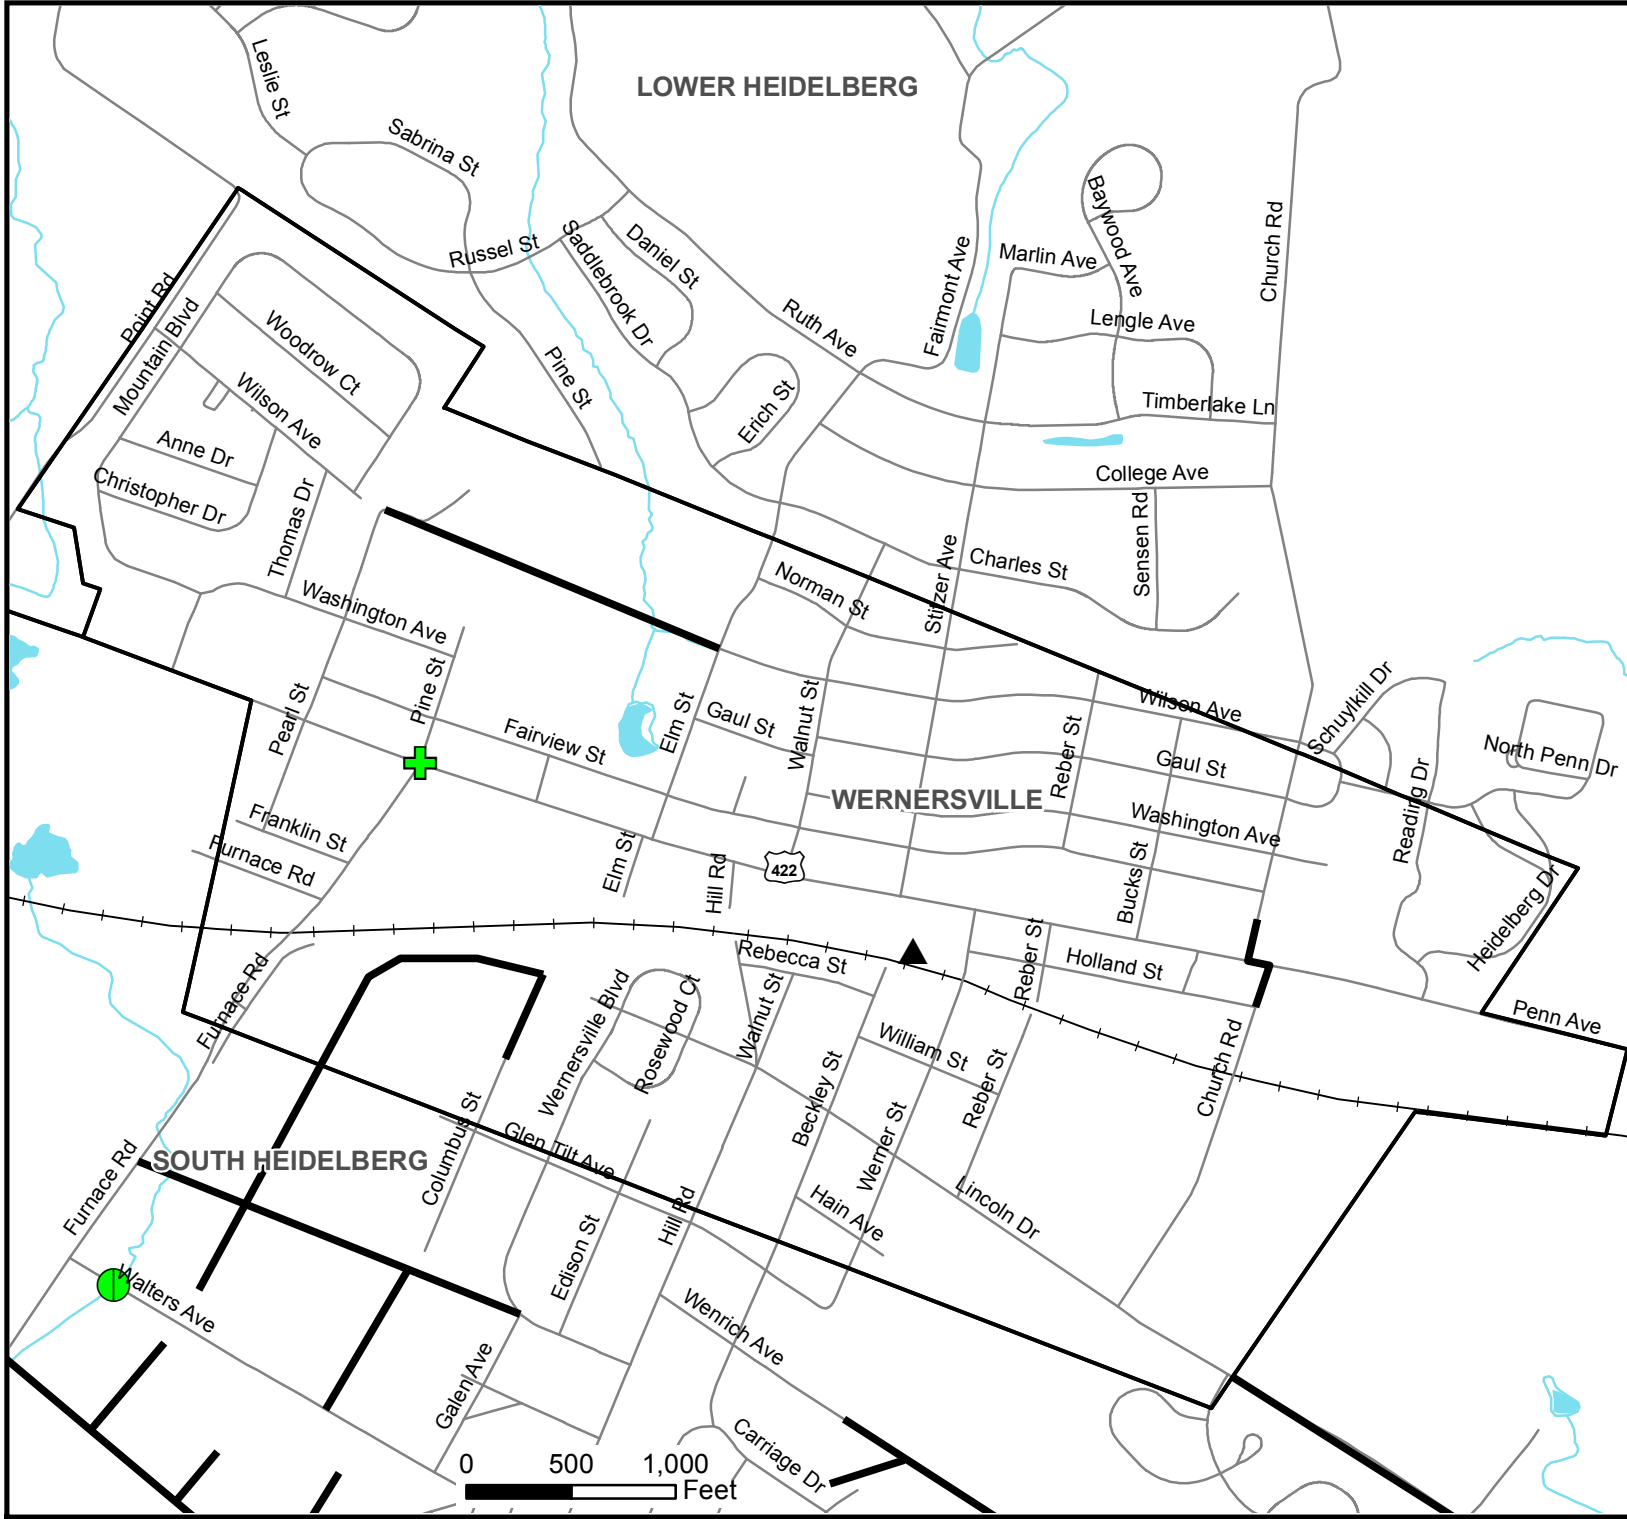 LOWER HEIDELBERG
Leslie St
Sabrina St
Russel St
Saddlebrook Dr
Daniel St
Baywood Ave
Marlin Ave
Church Rd
Fairmont Ave
Point Rd
Mountain Blvd
Woodrow Ct
Ruth Ave
Lengle Ave
Pine St
Erich St
Wilson Ave
Timberlake Ln
Anne Dr
Christopher Dr
College Ave
Thomas Dr
Sensen Rd
Stitzer Ave
Charles St
Norman St
Washington Ave
Pine St
Pearl St
Elm St
Gaul St
Walnut St
Wilson Ave
Schuylkill Dr
Fairview St
Reber St
Gaul St
North Penn Dr
WERNERSVILLE
Washington Ave
Reading Dr
Franklin St
Furnace Rd
Elm St
Hill Rd
422
Bucks St
Heidelberg Dr
Rebecca St
Reber St
Holland St
Furnace Rd
Wernersville Blvd
Rosewood Ct
Walnut St
Penn Ave
William St
Beckley St
Reber St
Church Rd
Columbus St
Glen Tilt Ave
Werner St
SOUTH HEIDELBERG
Furnace Rd
Hill Rd
Hain Ave
Lincoln Dr
Edison St
Walters Ave
Wenrich Ave
Galen Ave
Carriage Dr
0 500 1,000
Feet